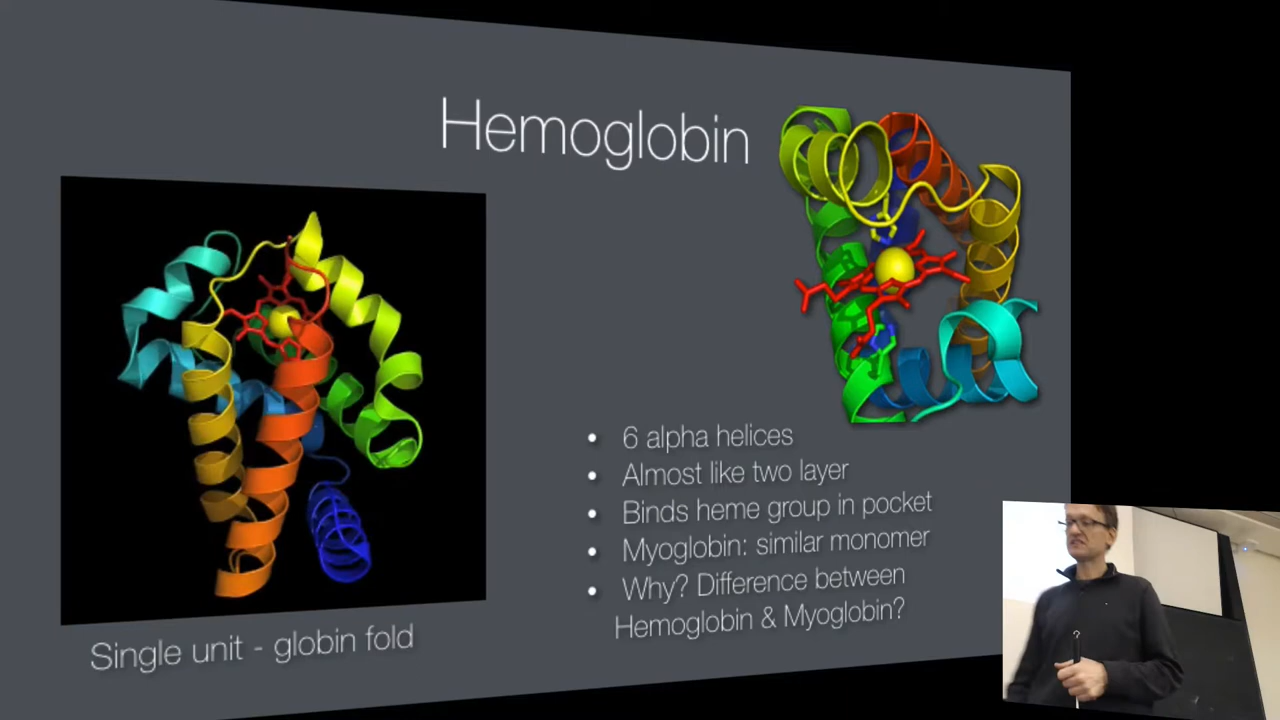 Hemoglobin
• 6 alpha helices
• Almost like two layer
• Binds heme group in pocket
• Myoglobin: similar monomer
• Why? Difference between
Hemoglobin & Myoglobin?
Single unit - globin fold